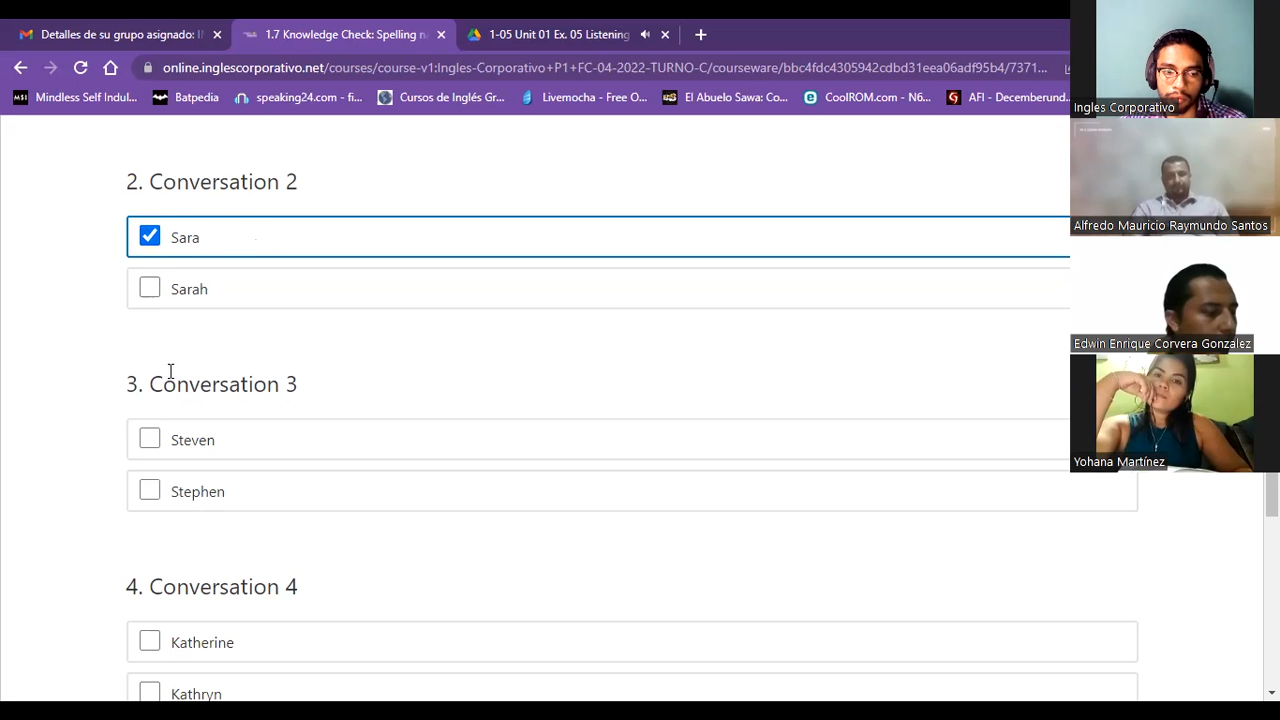 Detalles de su grupo asignado: I
1.7 Knowledge Check: Spelling n
1-05 Unit 01 Ex. 05 Listening
online.inglescorporativo.net/courses/course-v1:Ingles-Corporativo+P1+FC-04-2022-TURNO-C/courseware/bbc4fdc4305942cdbd31eea06adf95b4/7371...
Mindless Self Indul...
Batpedia
speaking24.com - fi...
Cursos de Inglés Gr...
Livemocha - Free O...
El Abuelo Sawa: Co...
CoolROM.com - N6...
AFI - Decemberund...
2. Conversation 2
Sara
Sarah
3. Conversation 3
Steven
Stephen
4. Conversation 4
Katherine
Kathryn
Ingles Corporativo
Alfredo Mauricio Raymundo Santos
Edwin Enrique Corvera Gonzalez
Yohana Martínez